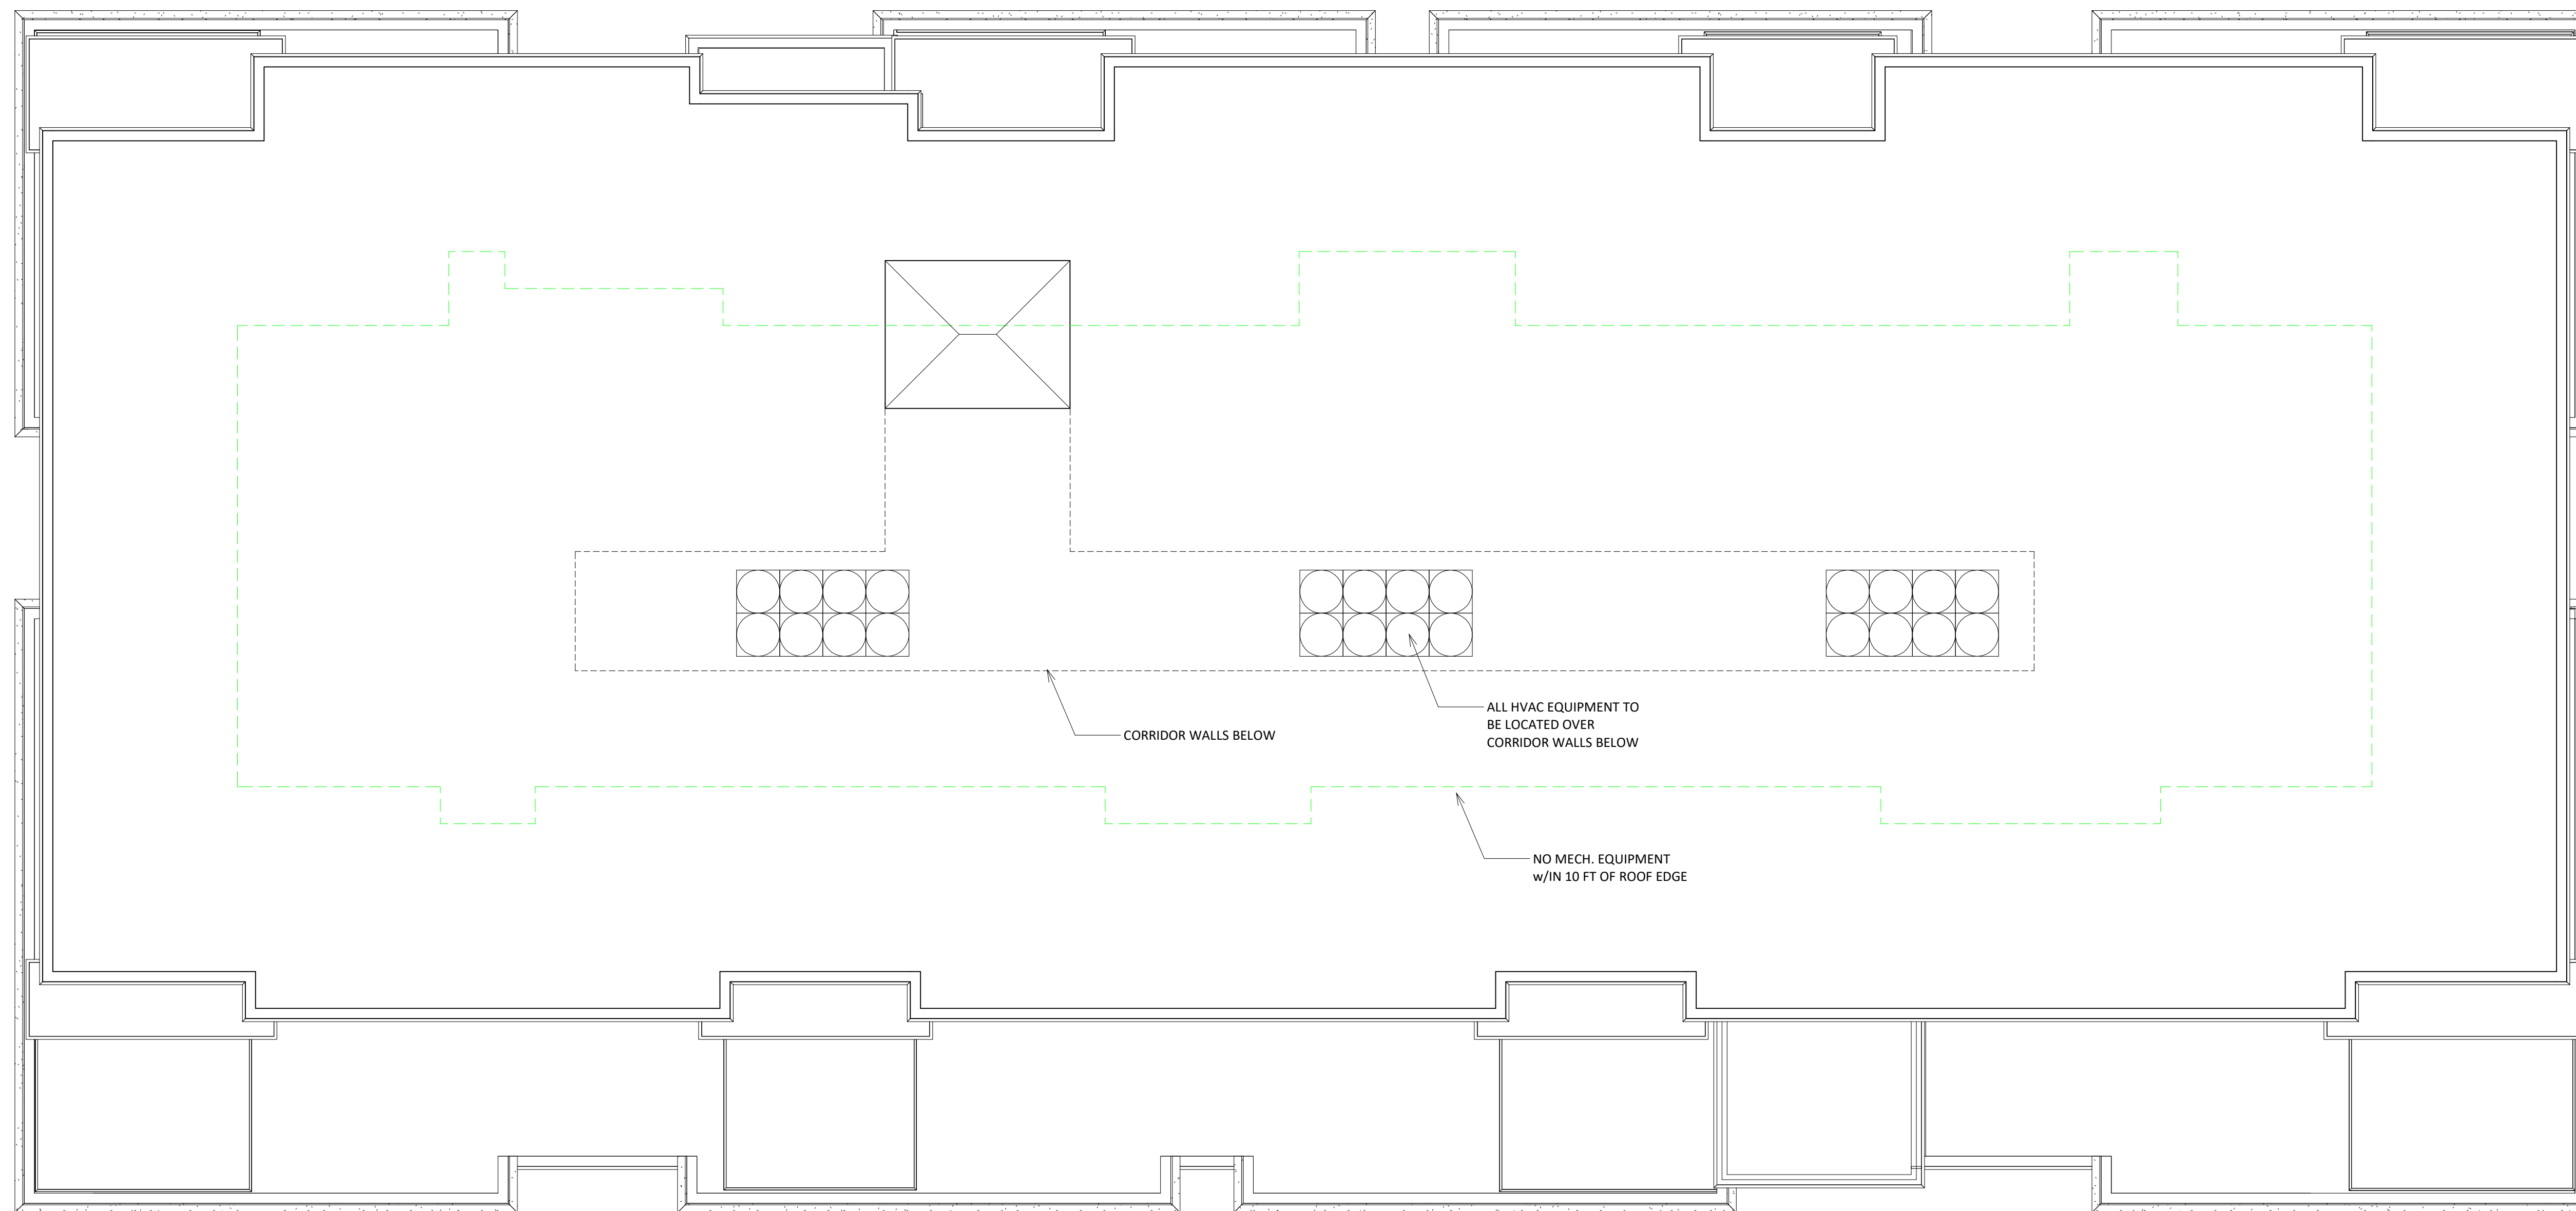 ALL HVAC EQUIPMENT TO
BE LOCATED OVER
CORRIDOR WALLS BELOW
CORRIDOR WALLS BELOW
NO MECH. EQUIPMENT
w/IN 10 FT OF ROOF EDGE